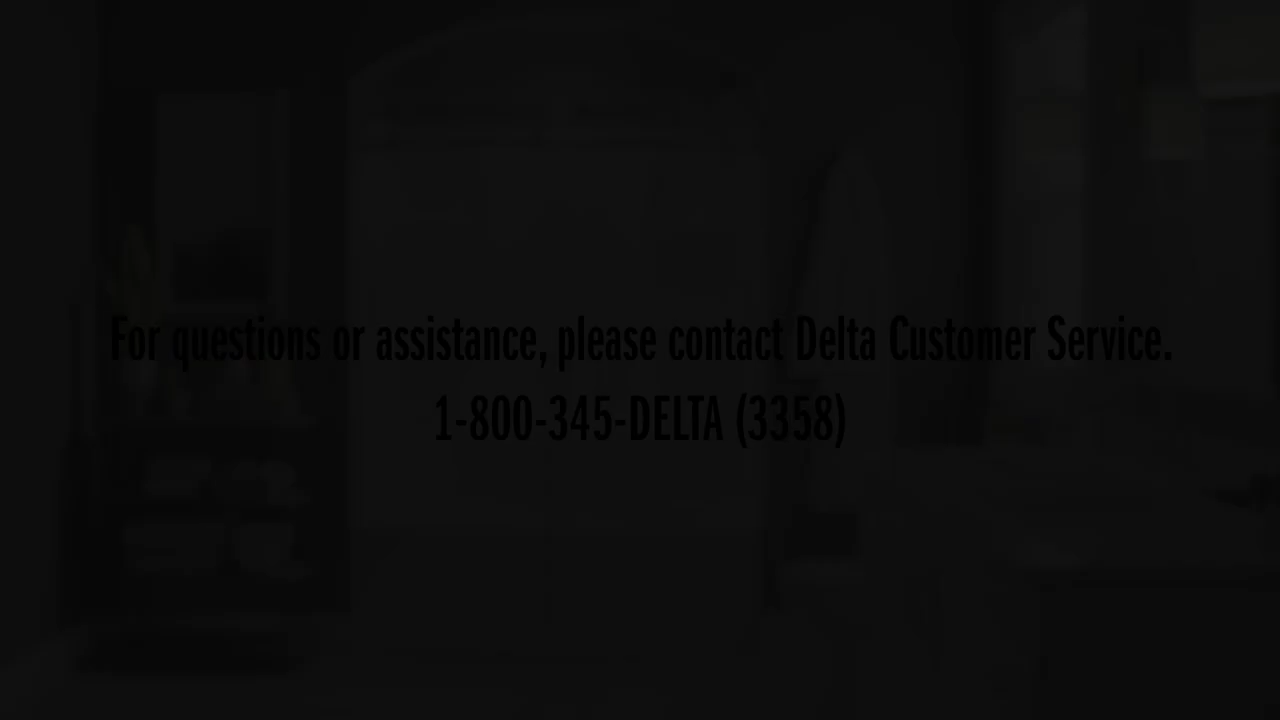 For questions or assistance, please contact Delta Customer Service.
1-800-345-DELTA (3358)